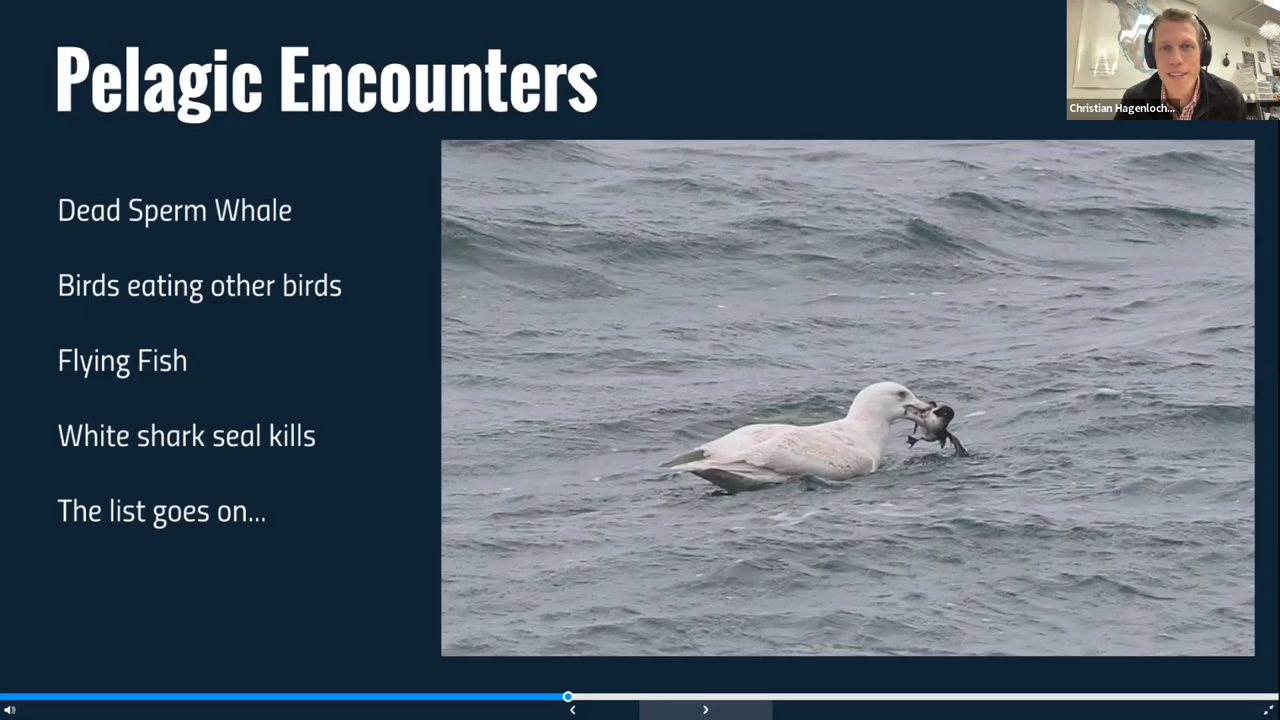 Pelagic Encounters
Christian Hagenloch...
Dead Sperm Whale
Birds eating other birds
Flying Fish
White shark seal kills
The list goes on...